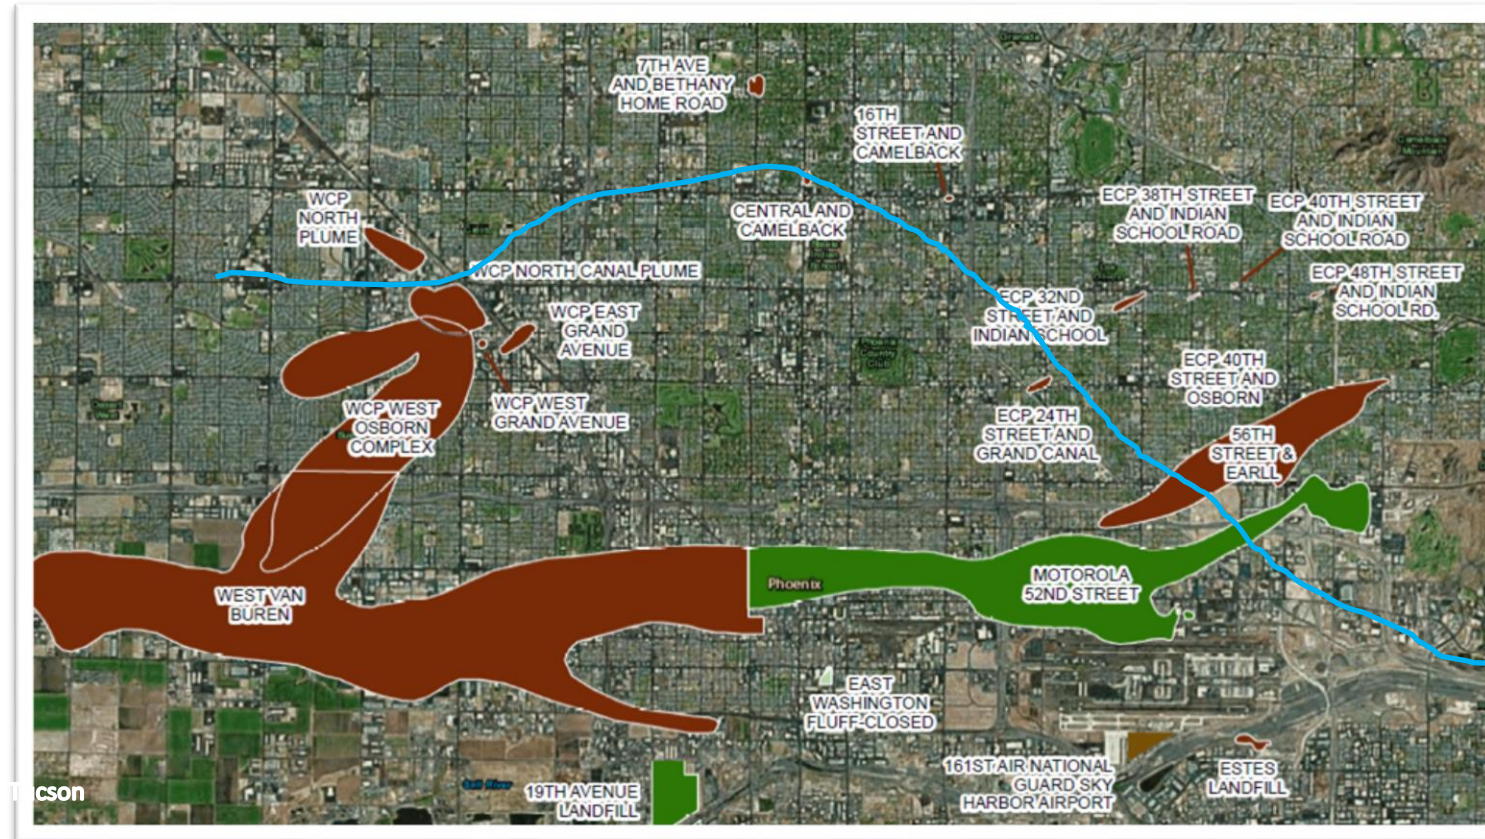 7TH AVE
AND BETHANY
HOME ROAD
16TH
STREET AND
CAMELBACK
WCP
NORTH
PLUME
CENTRAL AND
CAMELBACK
ECP 38TH STREET
AND INDIAN
SCHOOL ROAD
ECP 40TH STREET
AND INDIAN
SCHOOL ROAD
WCP NORTH CANAL PLUME
ECP 48TH STREET
AND INDIAN
SCHOOL RD.
ECP 32ND
STREET AND
INDIAN SCHOOL
WCP EAST
GRAND
AVENUE
ECP 40TH
STREET AND
OSBORN
WCP WEST
GRAND AVENUE
WCP WEST
OSBORN
COMPLEX
ECP 24TH
STREET AND
GRAND CANAL
56TH
STREET &
EARLL
Phoenix
MOTOROLA
52ND STREET
WEST VAN
BUREN
EAST
WASHINGTON
FLUFF-CLOSED
161ST AIR NATIONAL
GUARD SKY
HARBOR AIRPORT
ESTES
LANDFILL
Salt River
19TH AVENUE
LANDFILL
Tucson